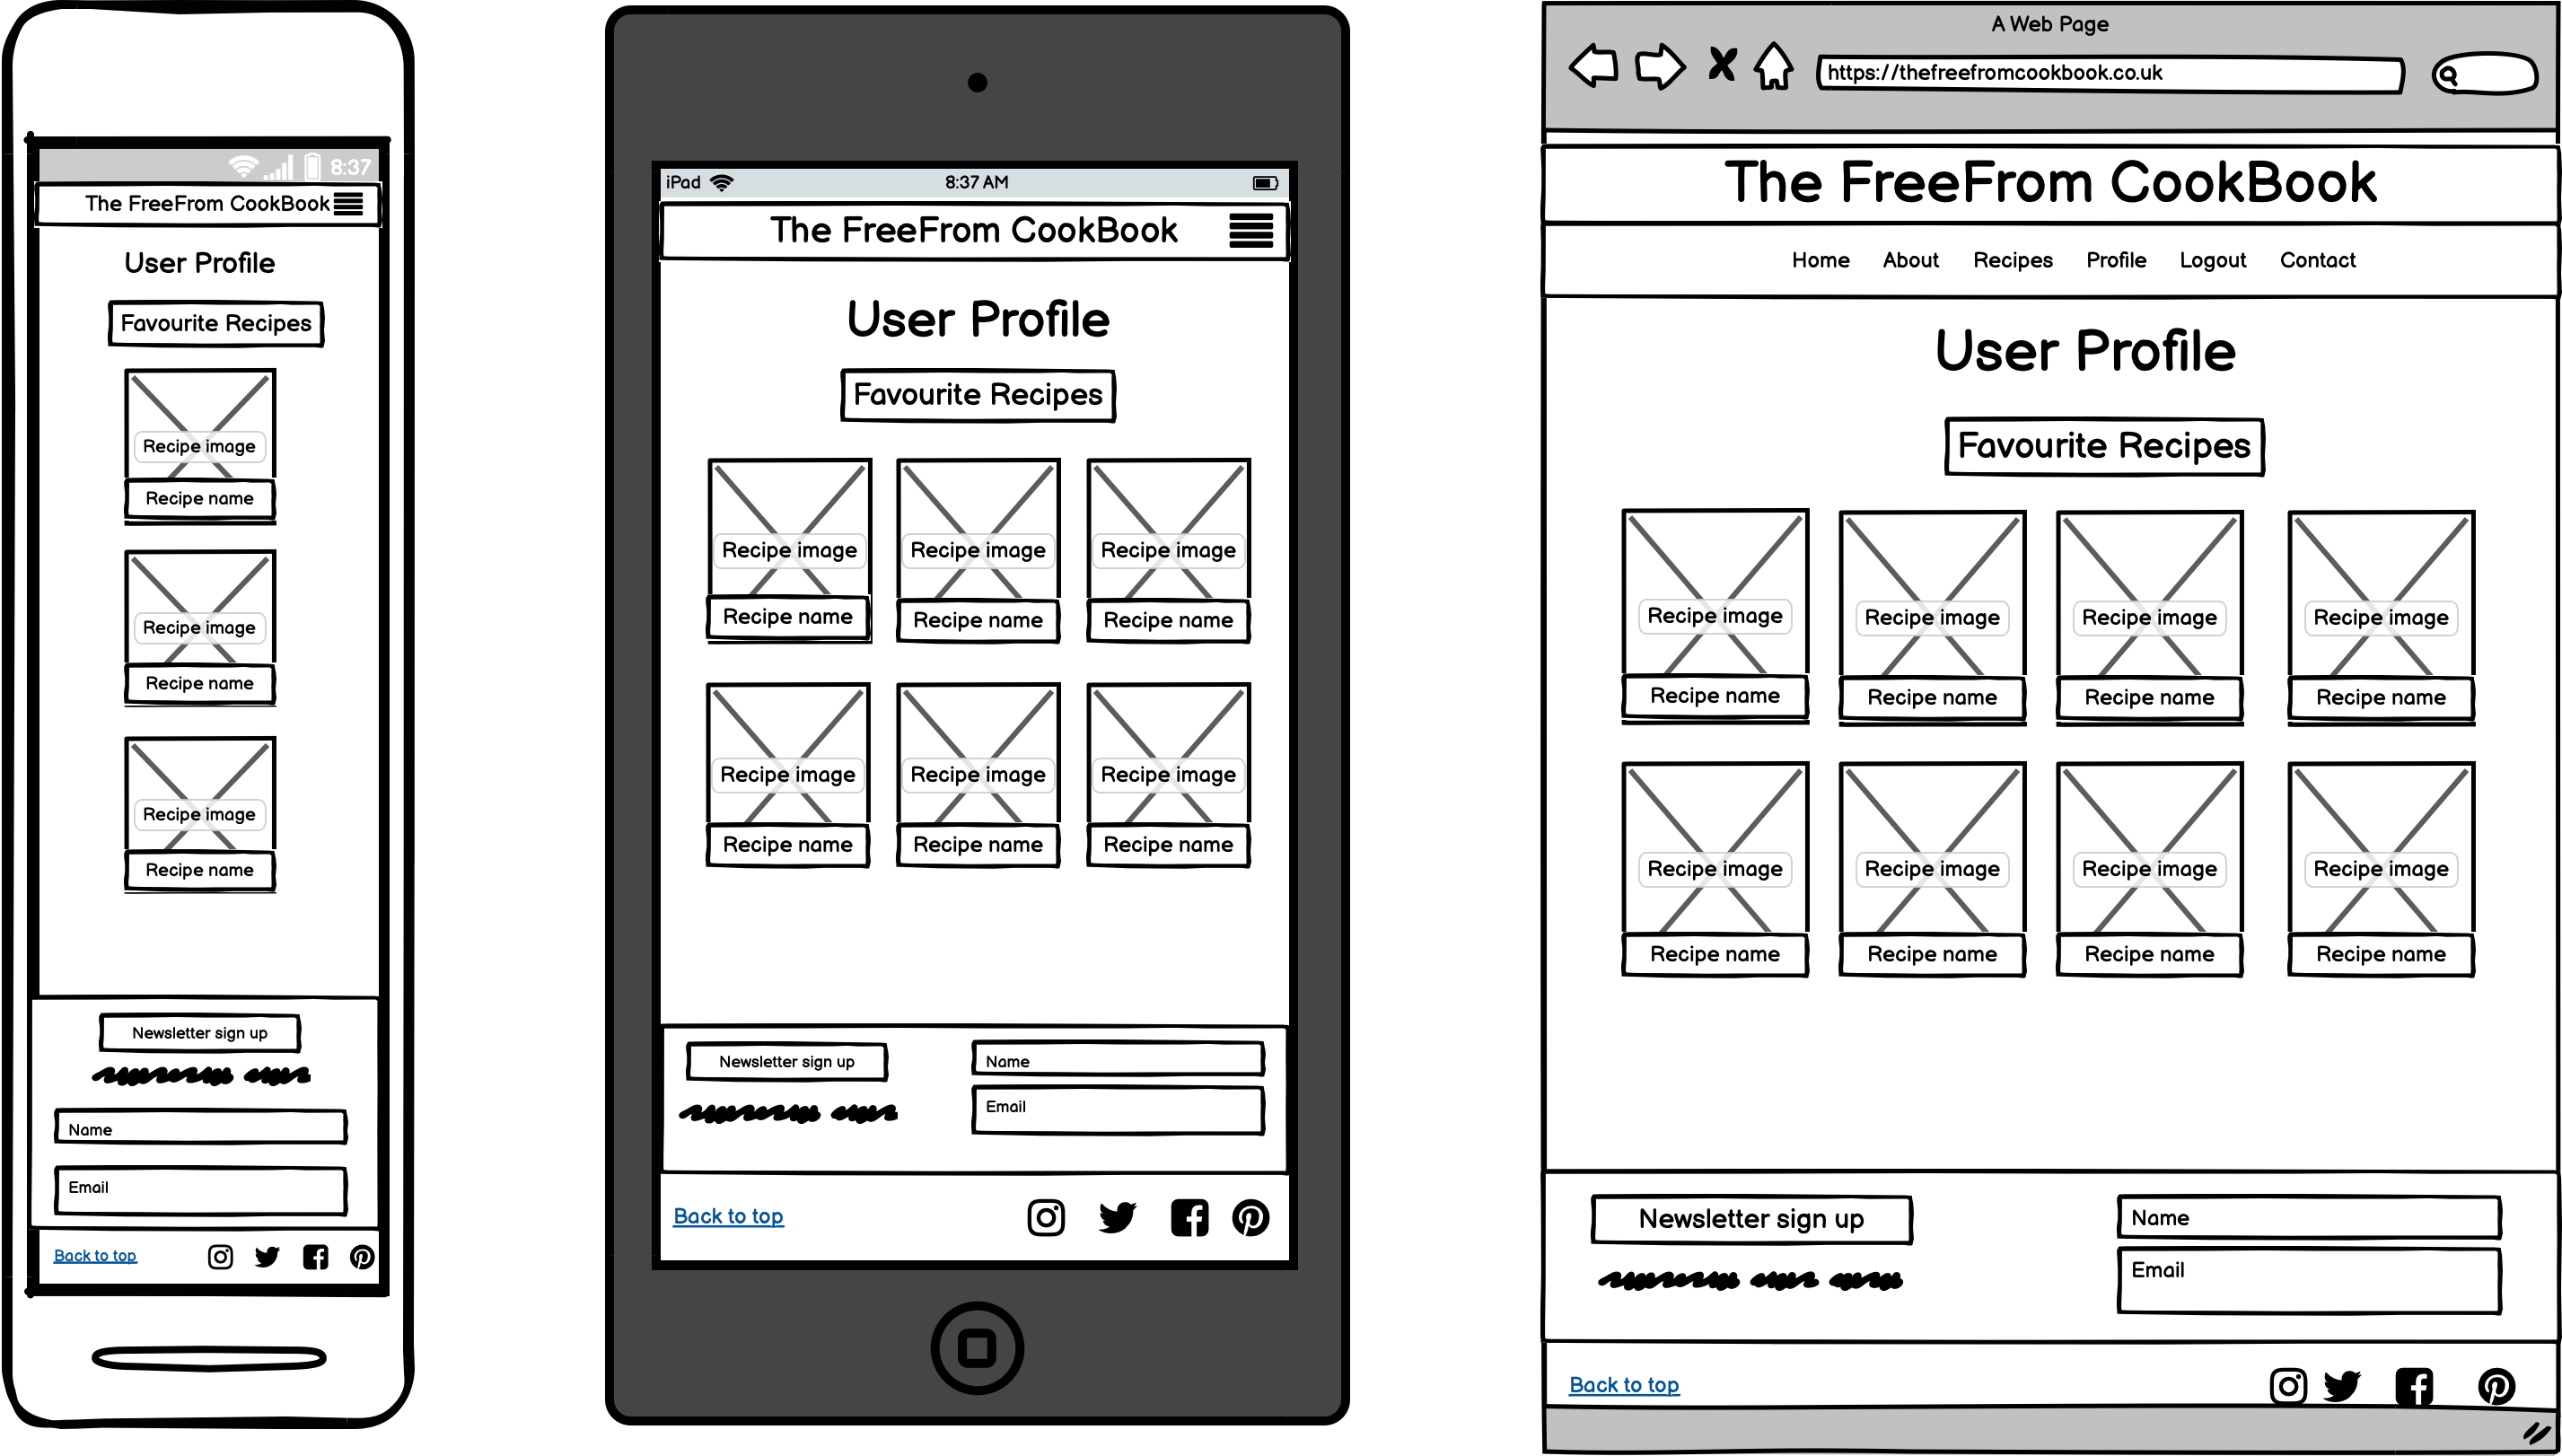 8:37
The FreeFrom CookBook
User Profile
Favourite Recipes
Recipe image
Recipe name
Recipe image
Recipe name
Recipe image
Recipe name
Newsletter sign up
Name
Email
Back to top
iPad 8:37 AM
The FreeFrom CookBook
User Profile
Favourite Recipes
Recipe image Recipe image Recipe image
Recipe name Recipe name Recipe name
Recipe image Recipe image Recipe image
Recipe name Recipe name Recipe name
Newsletter sign up
Name
Email
Back to top
A Web Page
https://thefreefromcookbook.co.uk
The FreeFrom CookBook
Home About Recipes Profile Logout Contact
User Profile
Favourite Recipes
Recipe image Recipe image Recipe image Recipe image
Recipe name Recipe name Recipe name Recipe name
Recipe image Recipe image Recipe image Recipe image
Recipe name Recipe name Recipe name Recipe name
Newsletter sign up
Name
Email
Back to top